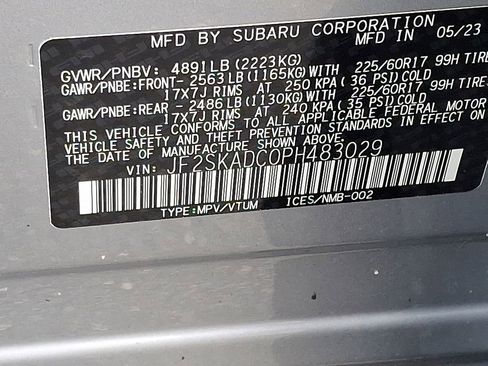 MFD BY SUBARU CORPORATION
MFD IN 05/23
GVWR/PNBV: 4891LB (2223KG)
GAWR/PNBE:FRONT-2563LB(1165KG)WITH 225/60R17 99H TIRES
17X7J RIMS AT 250 KPA( 36 PSI)COLD
GAWR/PNBE:REAR -2486LB(1130KG)WITH 225/60R17 99H TIRES
17X7J RIMS AT 240 KPA( 35 PSI)COLD
THIS VEHICLE CONFORMS TO ALL APPLICABLE FEDERAL MOTOR
VEHICLE SAFETY AND THEFT PREVENTION STANDARDS IN EFFECT ON
THE DATE OF MANUFACTURE SHOWN ABOVE.
VIN: JF2SKADC0PH483029
TYPE:MPV/VTUM ICES/NMB-002